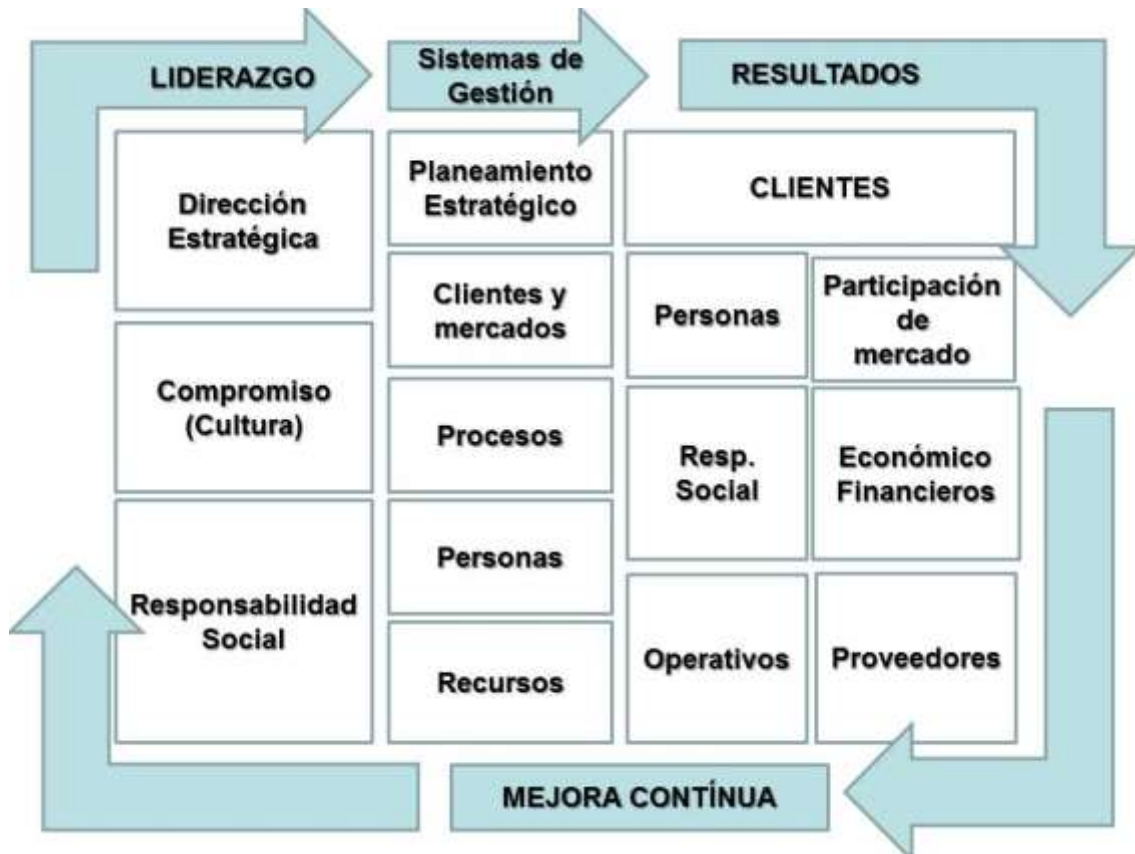 LIDERAZGO
Sistemas de
Gestión
RESULTADOS
Dirección
Estratégica
Compromiso
(Cultura)
Responsabilidad
Social
Planeamiento
Estratégico
Clientes y
mercados
Procesos
Personas
Recursos
CLIENTES
Personas
Participación
de
mercado
Resp.
Social
Económico
Financieros
Operativos
Proveedores
MEJORA CONTÍNUA